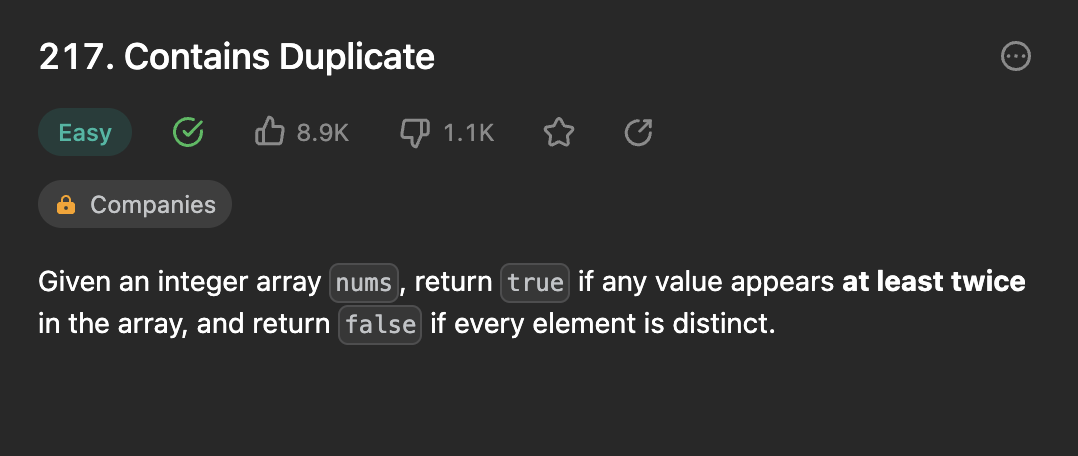 217. Contains Duplicate
Easy 8.9K 1.1K
Companies
Given an integer array nums, return true if any value appears at least twice
in the array, and return false if every element is distinct.